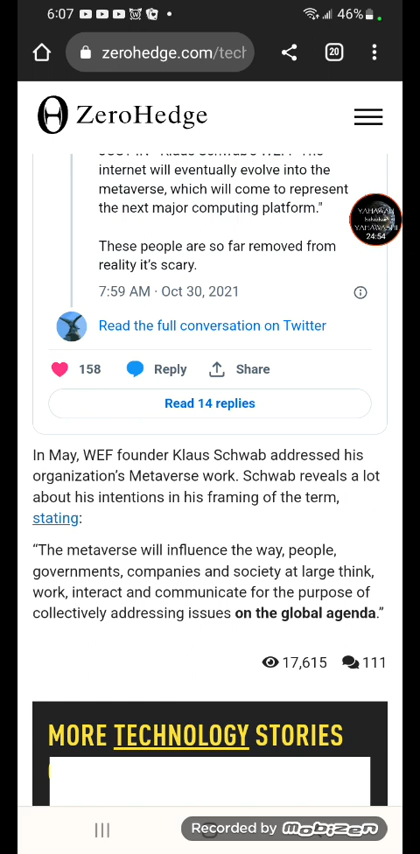 6:07
46%
zerohedge.com/tech
20
ZeroHedge
internet will eventually evolve into the
metaverse, which will come to represent
the next major computing platform."
YAHAWAH
YAHAWASHI
24:54
These people are so far removed from
reality it's scary.
7:59 AM · Oct 30, 2021
Read the full conversation on Twitter
158 Reply Share
Read 14 replies
In May, WEF founder Klaus Schwab addressed his
organization's Metaverse work. Schwab reveals a lot
about his intentions in his framing of the term,
stating:
“The metaverse will influence the way, people,
governments, companies and society at large think,
work, interact and communicate for the purpose of
collectively addressing issues on the global agenda.”
17,615 111
MORE TECHNOLOGY STORIES
Recorded by mobizen